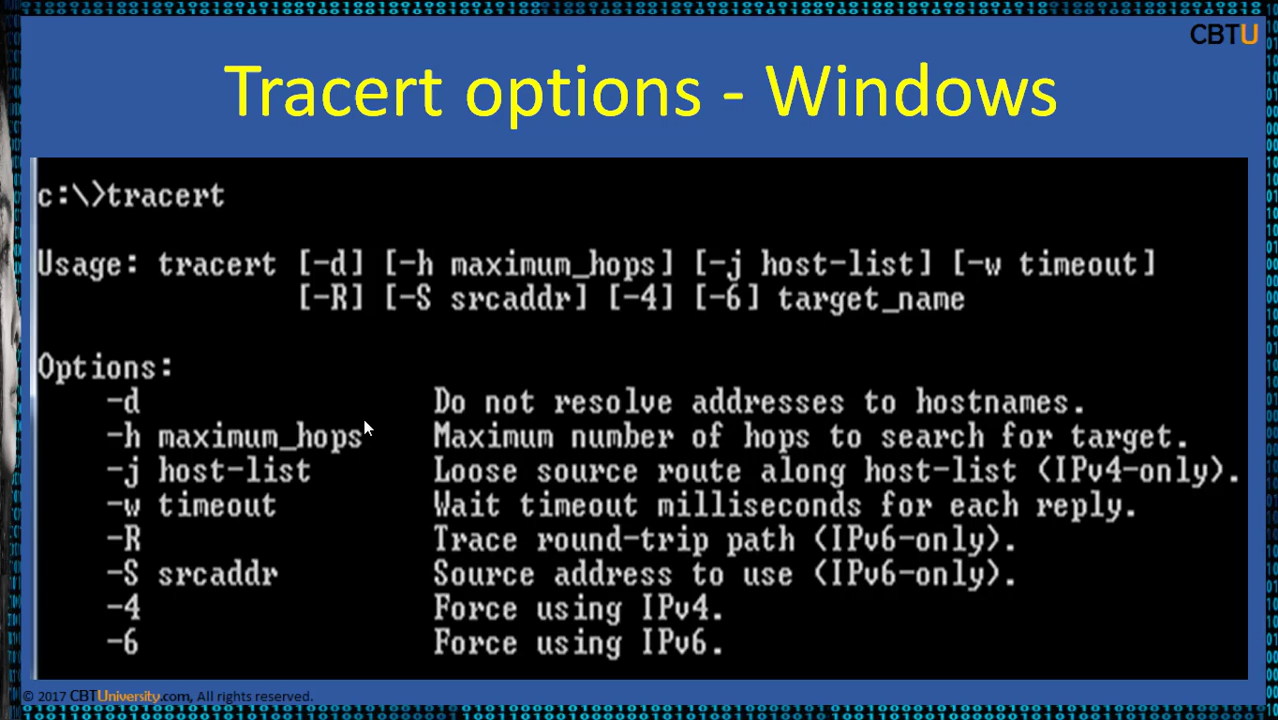 CBTU
Tracert options - Windows
c:\>tracert
Usage: tracert [-d] [-h maximum_hops] [-j host-list] [-w timeout]
[-R] [-S srcaddr] [-4] [-6] target_name
Options:
-d Do not resolve addresses to hostnames.
-h maximum_hops Maximum number of hops to search for target.
-j host-list Loose source route along host-list (IPv4-only).
-w timeout Wait timeout milliseconds for each reply.
-R Trace round-trip path (IPv6-only).
-S srcaddr Source address to use (IPv6-only).
-4 Force using IPv4.
-6 Force using IPv6.
© 2017 CBTUniversity.com, All rights reserved.